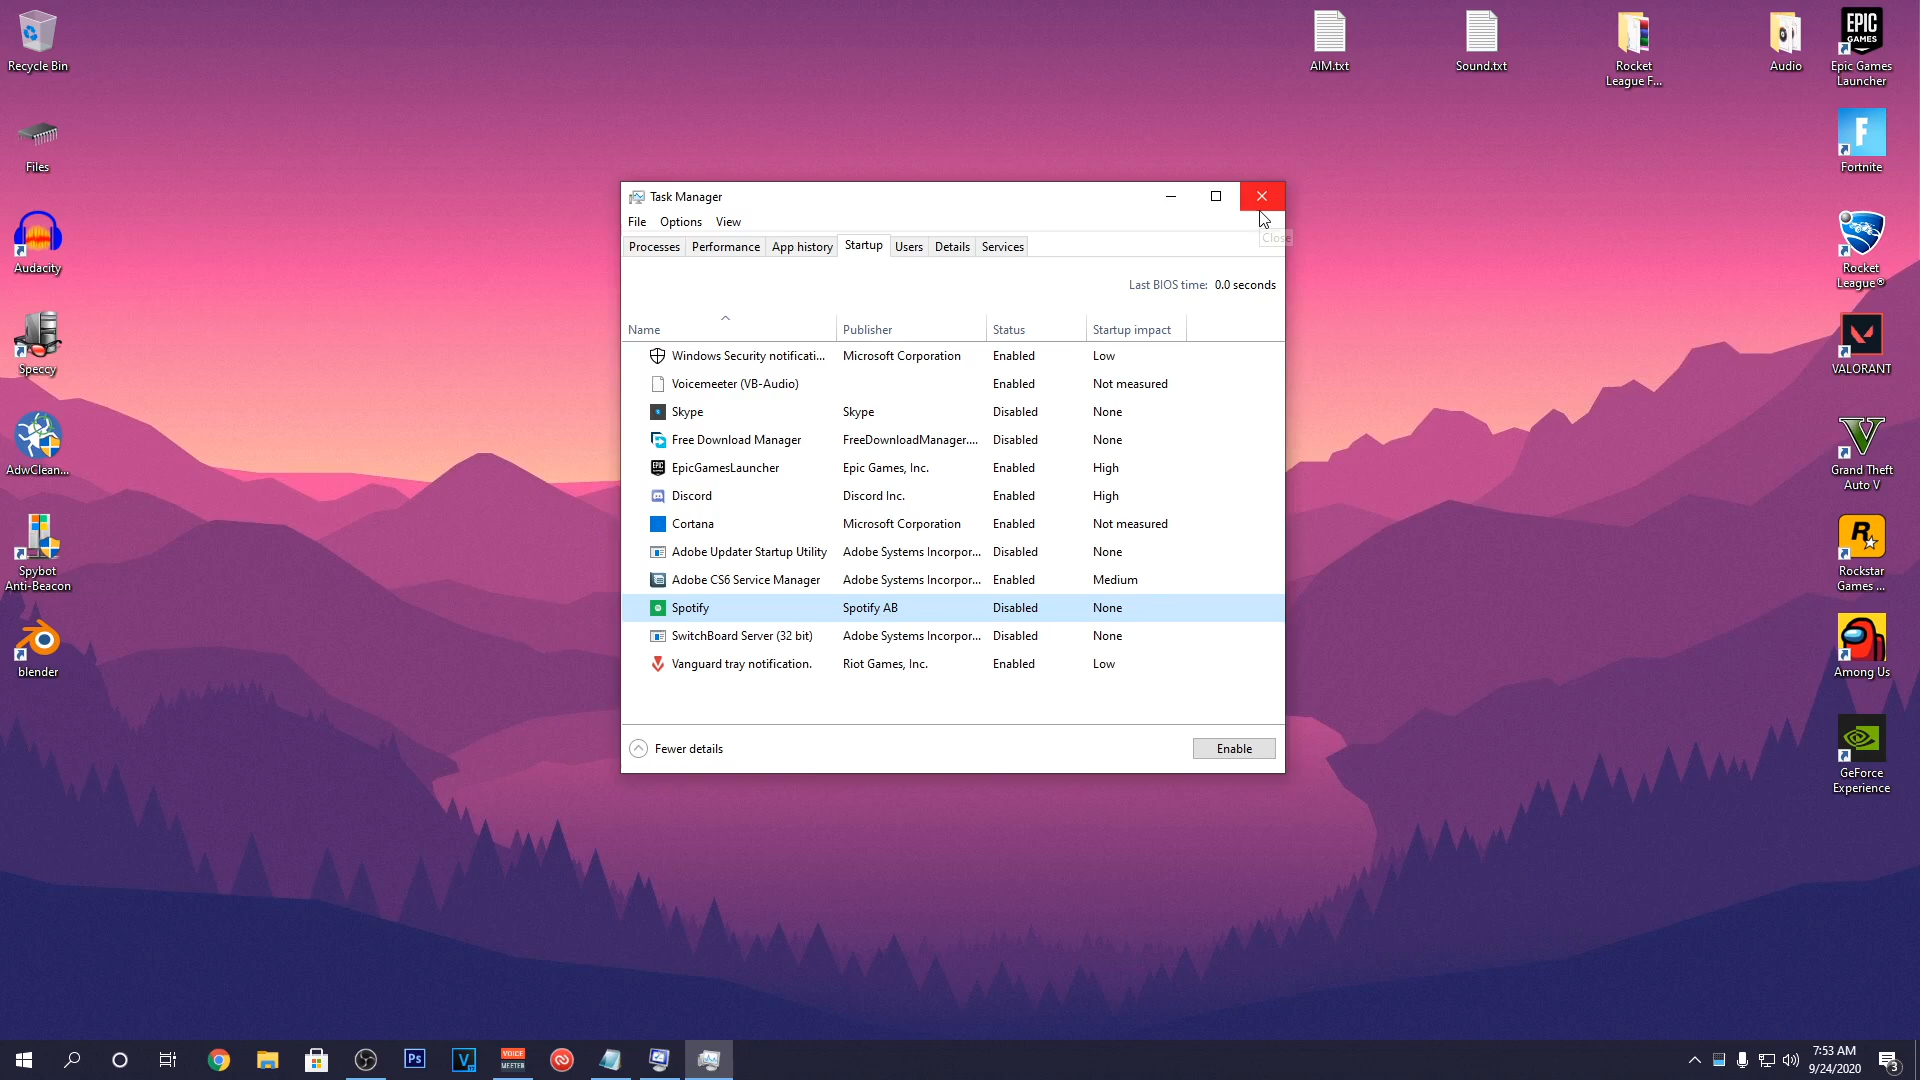 Recycle Bin
Files
Audacity
Speccy
AdwClean...
Spybot
Anti-Beacon
blender
AIM.txt
Sound.txt
Rocket
League F...
Audio
EPIC
GAMES
Epic Games
Launcher
F
Fortnite
Rocket
League®
VALORANT
V
Grand Theft
Auto V
R
Rockstar
Games ...
Among Us
GeForce
Experience
Task Manager
File Options View
Close
Processes Performance App history Startup Users Details Services
Last BIOS time: 0.0 seconds
Name Publisher Status Startup impact
Windows Security notificati... Microsoft Corporation Enabled Low
Voicemeeter (VB-Audio) Enabled Not measured
Skype Skype Disabled None
Free Download Manager FreeDownloadManager.... Disabled None
EPIC EpicGamesLauncher Epic Games, Inc. Enabled High
Discord Discord Inc. Enabled High
Cortana Microsoft Corporation Enabled Not measured
Adobe Updater Startup Utility Adobe Systems Incorpor... Disabled None
Adobe CS6 Service Manager Adobe Systems Incorpor... Enabled Medium
Spotify Spotify AB Disabled None
SwitchBoard Server (32 bit) Adobe Systems Incorpor... Disabled None
Vanguard tray notification. Riot Games, Inc. Enabled Low
Fewer details Enable
Ps
V
VOICE
MEETER
7:53 AM
9/24/2020
3